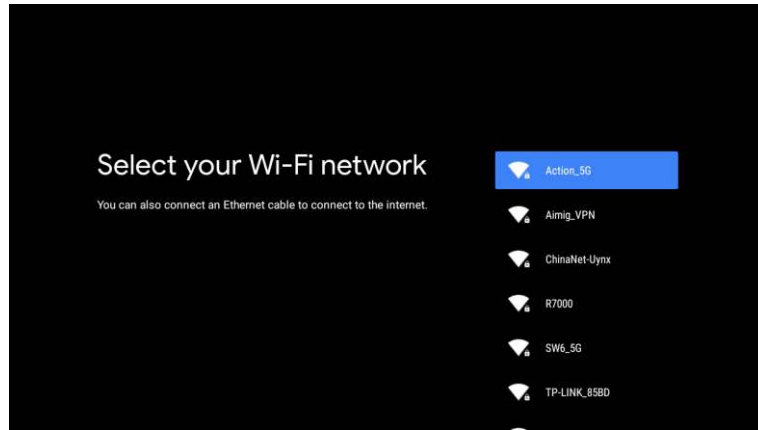 Select your Wi-Fi network
You can also connect an Ethernet cable to connect to the internet.
Action_5G
Aimig_VPN
ChinaNet-Uynx
R7000
SW6_5G
TP-LINK_85BD